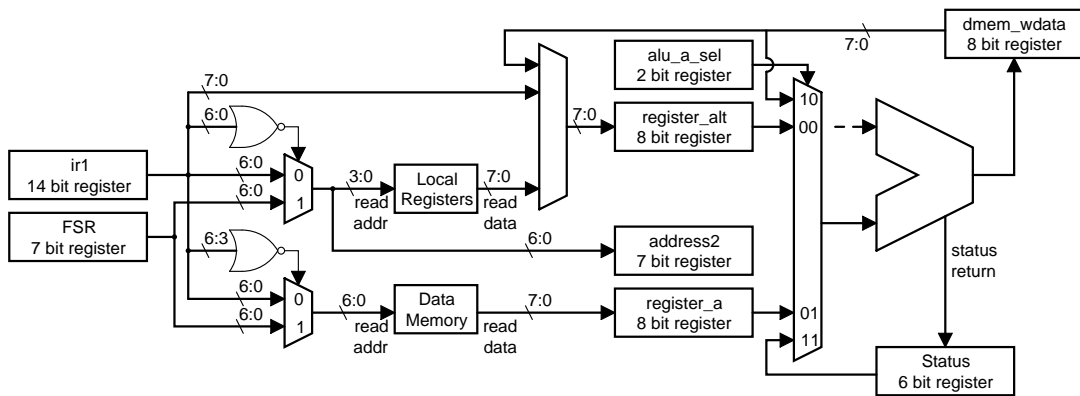 dmem_wdata
8 bit register
7:0
alu_a_sel
2 bit register
7:0
10
6:0
7:0
register_alt
8 bit register
00
ir1
14 bit register
6:0
0
3:0
Local
Registers
7:0
6:0
1
read
addr
read
data
FSR
7 bit register
6:3
6:0
address2
7 bit register
status
return
6:0
0
6:0
Data
Memory
7:0
register_a
8 bit register
01
6:0
1
read
addr
read
data
11
Status
6 bit register